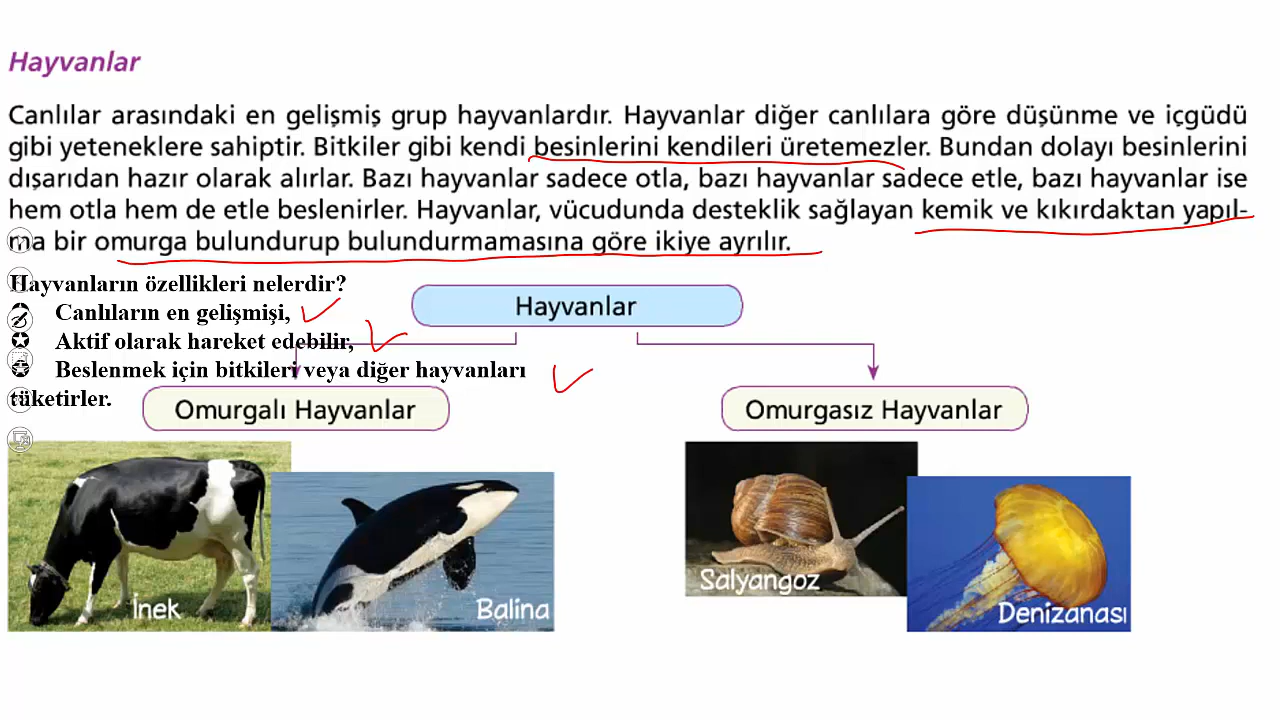 Hayvanlar
Canlılar arasındaki en gelişmiş grup hayvanlardır. Hayvanlar diğer canlılara göre düşünme ve içgüdü
gibi yeteneklere sahiptir. Bitkiler gibi kendi besinlerini kendileri üretemezler. Bundan dolayı besinlerini
dışarıdan hazır olarak alırlar. Bazı hayvanlar sadece otla, bazı hayvanlar sadece etle, bazı hayvanlar ise
hem otla hem de etle beslenirler. Hayvanlar, vücudunda desteklik sağlayan kemik ve kıkırdaktan yapıl-
ma bir omurga bulundurup bulundurmamasına göre ikiye ayrılır.
Hayvanların özellikleri nelerdir?
Canlıların en gelişmişi,
Aktif olarak hareket edebilir,
Beslenmek için bitkileri veya diğer hayvanları
tüketirler.
Hayvanlar
Omurgalı Hayvanlar
Omurgasız Hayvanlar
İnek
Balina
Salyangoz
Denizanası